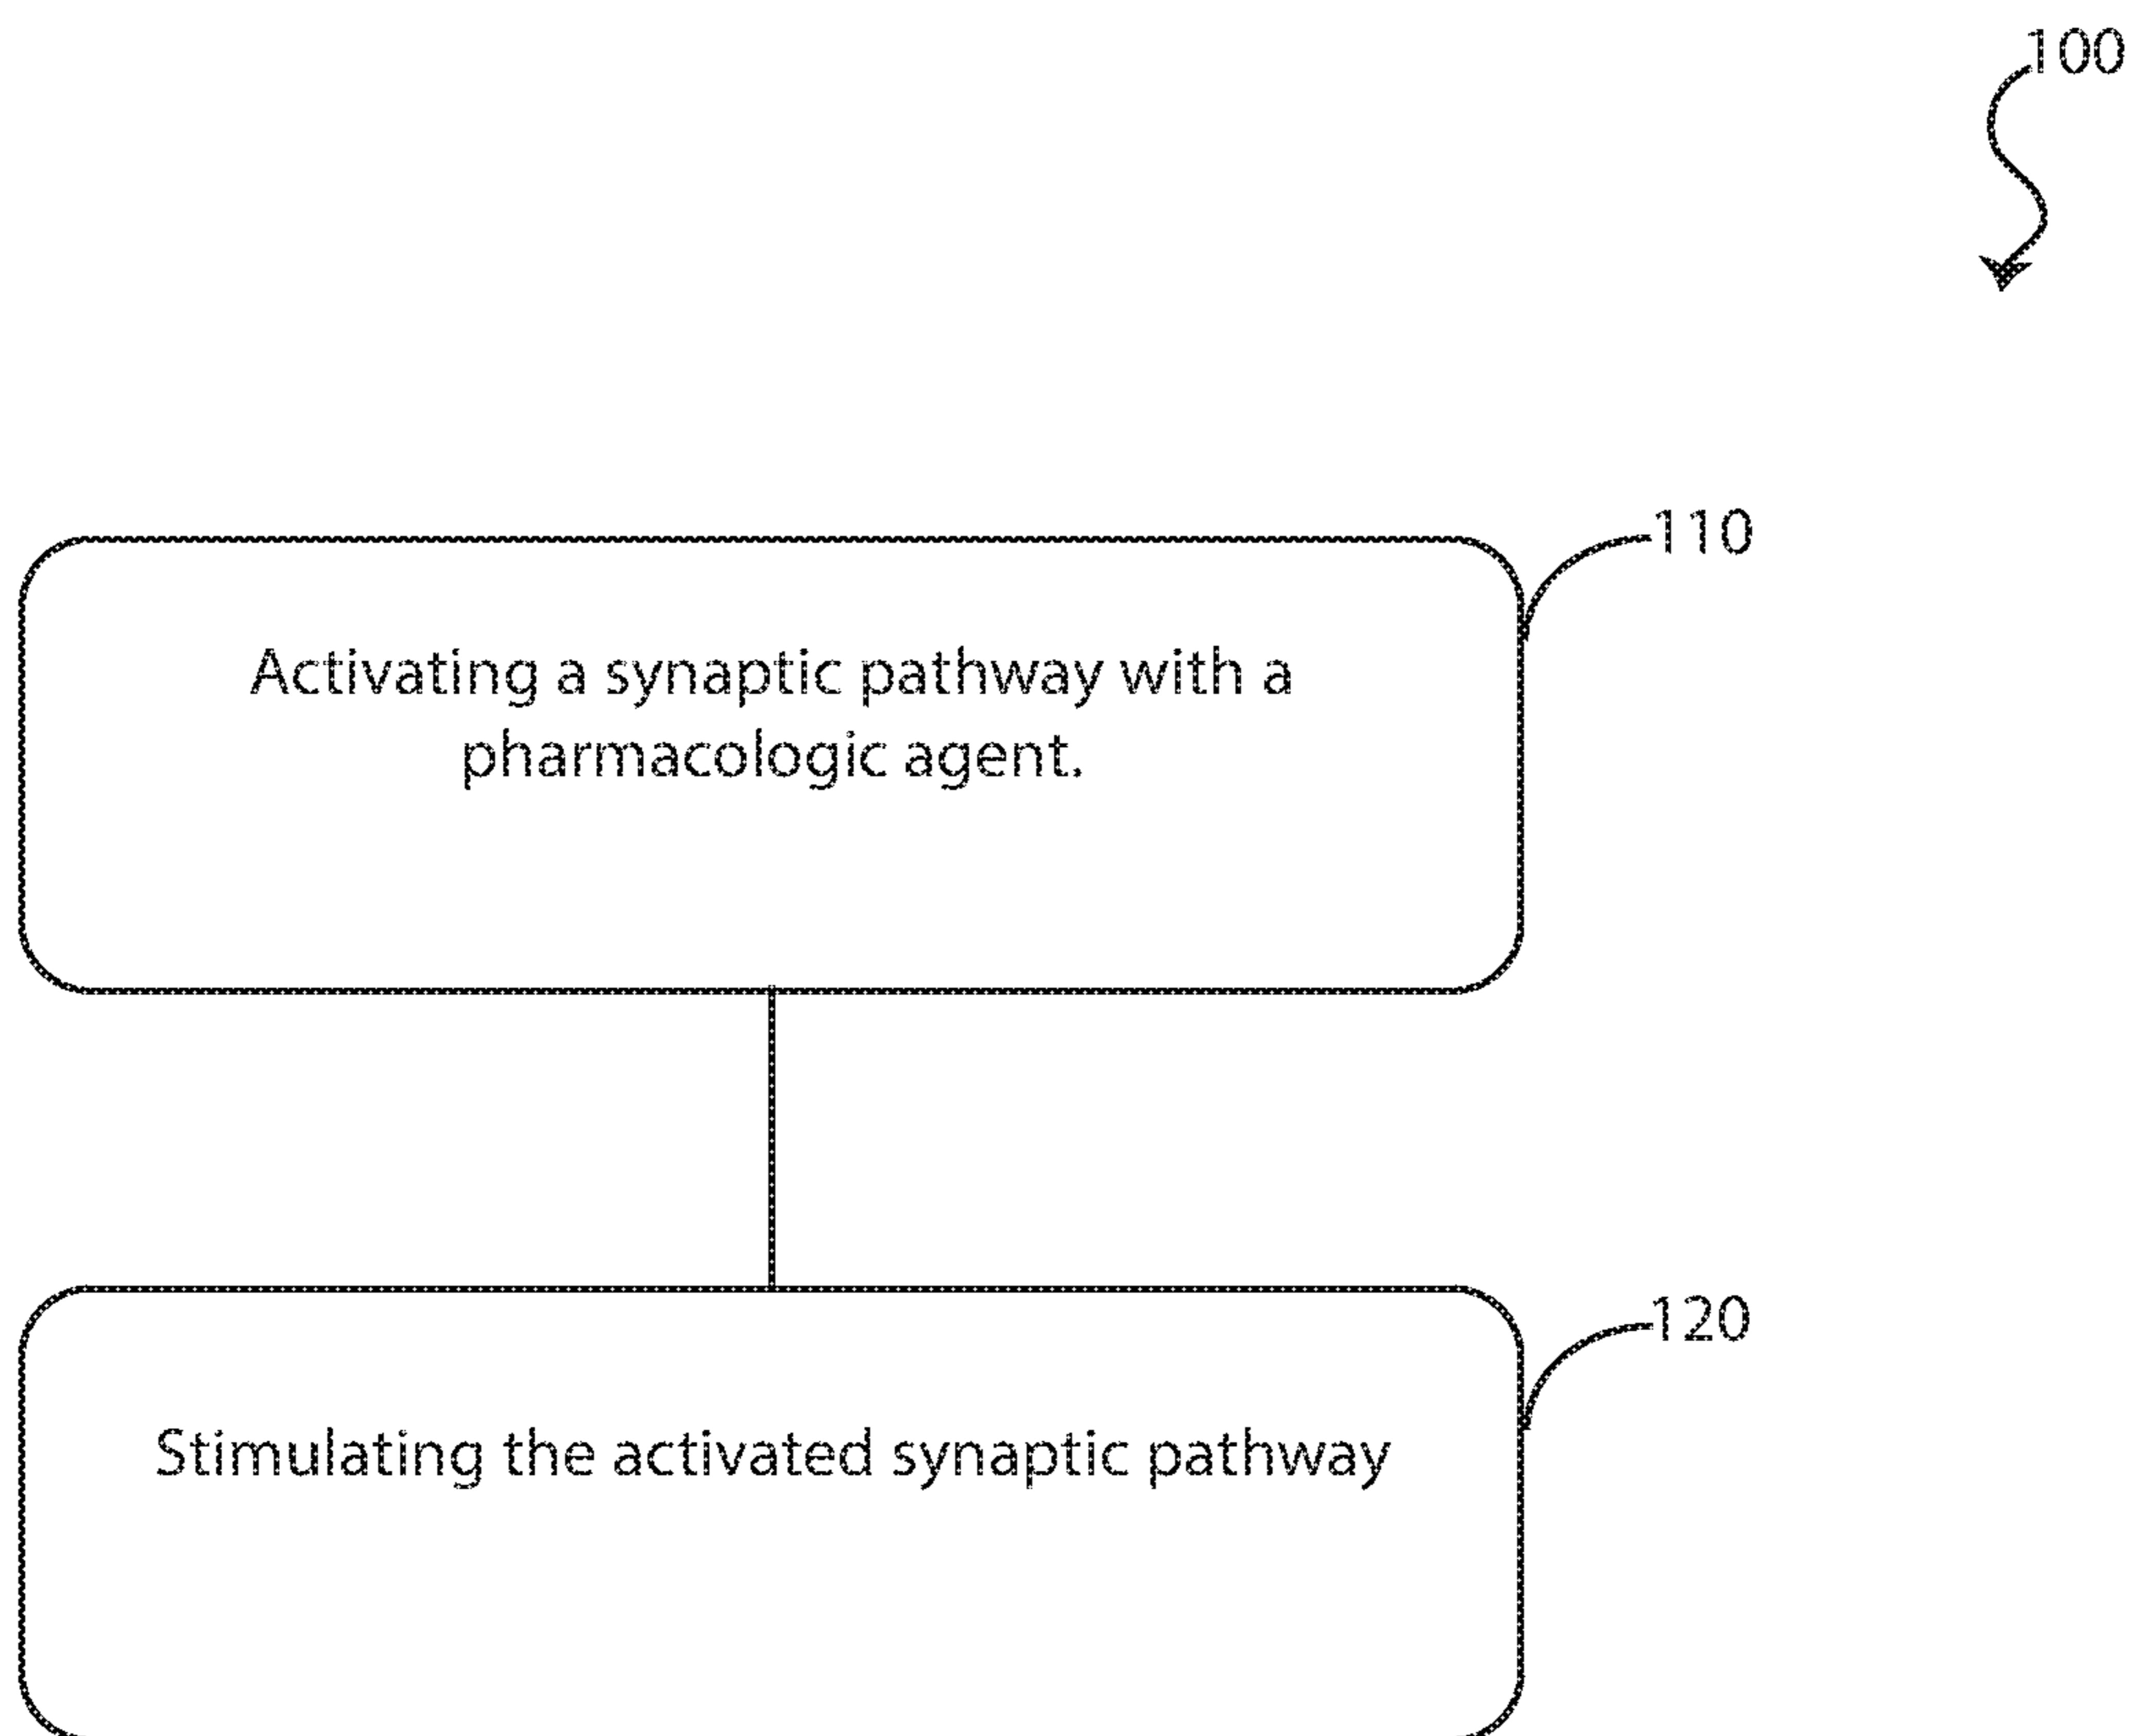 100
110
Activating a synaptic pathway with a
pharmacologic agent.
120
Stimulating the activated synaptic pathway